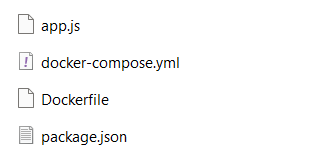 app.js
docker-compose.yml
Dockerfile
package.json